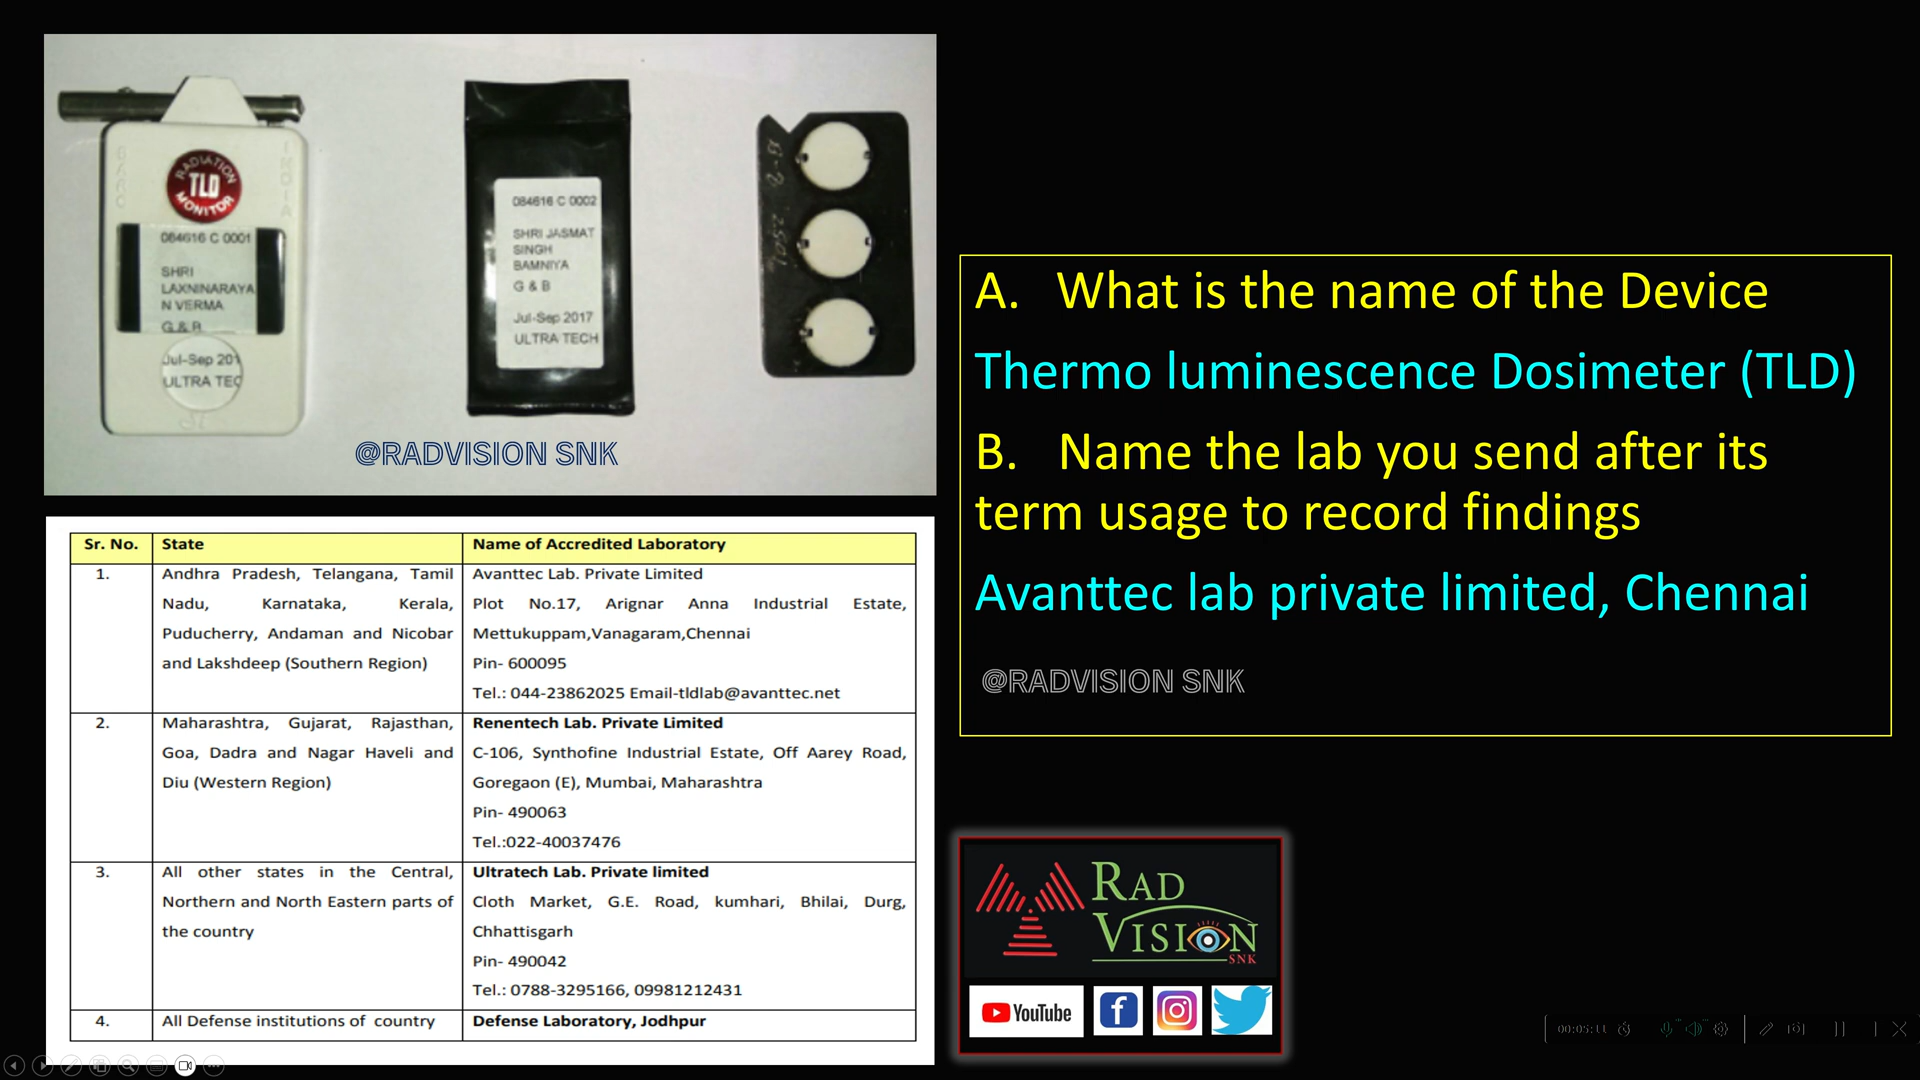 RADIATION
TLD
MONITOR
BARC
INDIA
084616 C 0001
SHRI
LAXNINARAYA
N VERMA
G & B
Jul-Sep 201
ULTRA TEC
084616 C 0002
SHRI JASMAT
SINGH
BAMNIYA
G & B
Jul-Sep 2017
ULTRA TECH
@RADVISION SNK
Sr. No. State Name of Accredited Laboratory
1. Andhra Pradesh, Telangana, Tamil Avanttec Lab. Private Limited
Nadu, Karnataka, Kerala, Plot No.17, Arignar Anna Industrial Estate,
Puducherry, Andaman and Nicobar Mettukuppam,Vanagaram,Chennai
and Lakshdeep (Southern Region) Pin- 600095
Tel.: 044-23862025 Email-tldlab@avanttec.net
2. Maharashtra, Gujarat, Rajasthan, Renentech Lab. Private Limited
Goa, Dadra and Nagar Haveli and C-106, Synthofine Industrial Estate, Off Aarey Road,
Diu (Western Region) Goregaon (E), Mumbai, Maharashtra
Pin- 490063
Tel.:022-40037476
3. All other states in the Central, Ultratech Lab. Private limited
Northern and North Eastern parts of Cloth Market, G.E. Road, kumhari, Bhilai, Durg,
the country Chhattisgarh
Pin- 490042
Tel.: 0788-3295166, 09981212431
4. All Defense institutions of country Defense Laboratory, Jodhpur
A. What is the name of the Device
Thermo luminescence Dosimeter (TLD)
B. Name the lab you send after its
term usage to record findings
Avanttec lab private limited, Chennai
@RADVISION SNK
RAD
VISION
SNK
YouTube
00:05:11